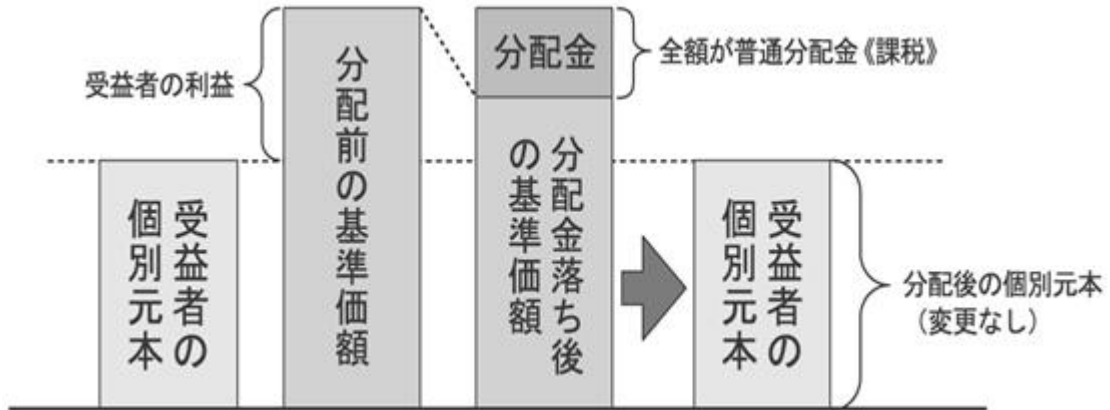 受益者の利益
受益者の
個別元本
分配前の基準価額
分配金
全額が普通分配金《課税》
分配金落ち後
の基準価額
受益者の
個別元本
分配後の個別元本
（変更なし）